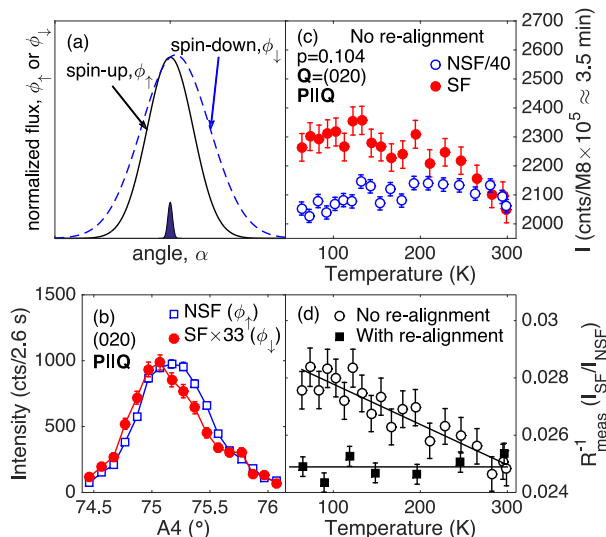 (a)
spin-down, ϕ↓
spin-up, ϕ↑
normalized flux, ϕ↑ or ϕ↓
angle, α
(c) No re-alignment
p=0.104
Q=(020)
P||Q
NSF/40
SF
2700
2600
2500
2400
2300
2200
2100
2000
I (cnts/M8×10⁵ ≈ 3.5 min)
100 200 300
Temperature (K)
(b)
(020)
P||Q
NSF (ϕ↑)
SF×33 (ϕ↓)
1500
1000
500
0
Intensity (cts/2.6 s)
74.5 75 75.5 76
A4 (°)
(d)
No re-alignment
With re-alignment
0.03
0.028
0.026
0.024
R⁻¹meas (ISF/INSF)
100 200 300
Temperature (K)